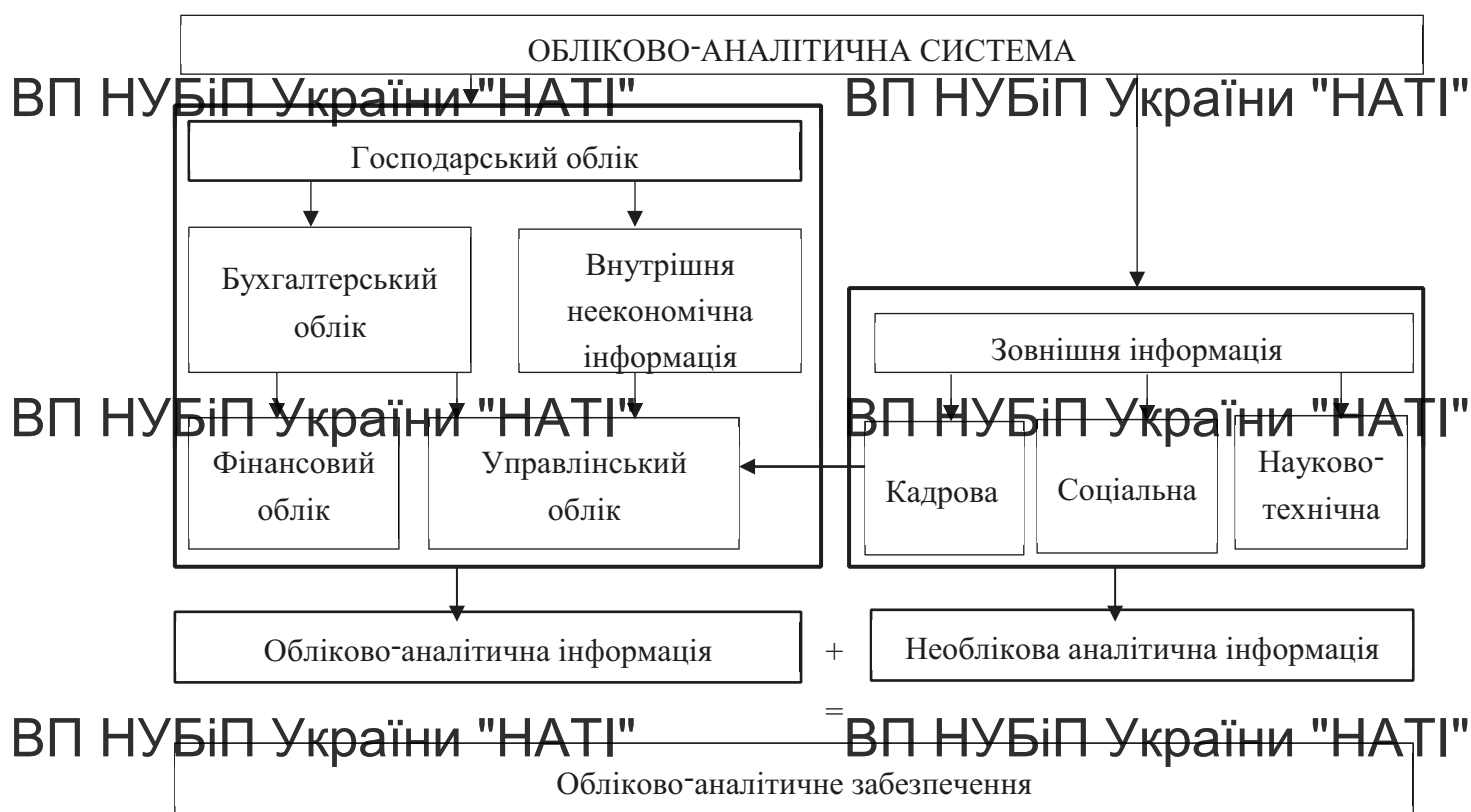 ОБЛІКОВО-АНАЛІТИЧНА СИСТЕМА
ВП НУБіП України "НАТІ"
ВП НУБіП України "НАТІ"
Господарський облік
Бухгалтерський
облік
Внутрішня
неекономічна
інформація
Зовнішня інформація
ВП НУБіП України "НАТІ"
ВП НУБіП України "НАТІ"
Фінансовий
облік
Управлінський
облік
Кадрова
Соціальна
Науково-
технічна
Обліково-аналітична інформація
+
Необлікова аналітична інформація
=
ВП НУБіП України "НАТІ"
ВП НУБіП України "НАТІ"
Обліково-аналітичне забезпечення